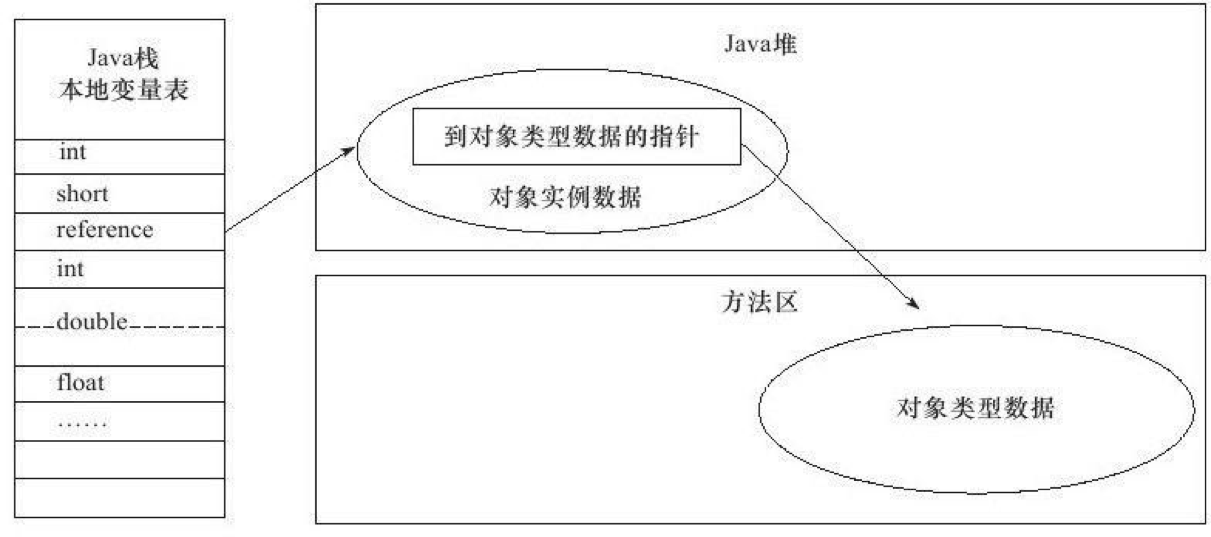 Java栈
本地变量表
int
short
reference
int
double
float
……
Java堆
到对象类型数据的指针
对象实例数据
方法区
对象类型数据